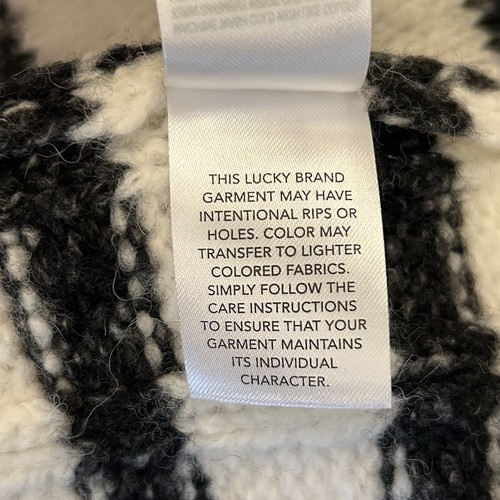 THIS LUCKY BRAND
GARMENT MAY HAVE
INTENTIONAL RIPS OR
HOLES. COLOR MAY
TRANSFER TO LIGHTER
COLORED FABRICS.
SIMPLY FOLLOW THE
CARE INSTRUCTIONS
TO ENSURE THAT YOUR
GARMENT MAINTAINS
ITS INDIVIDUAL
CHARACTER.